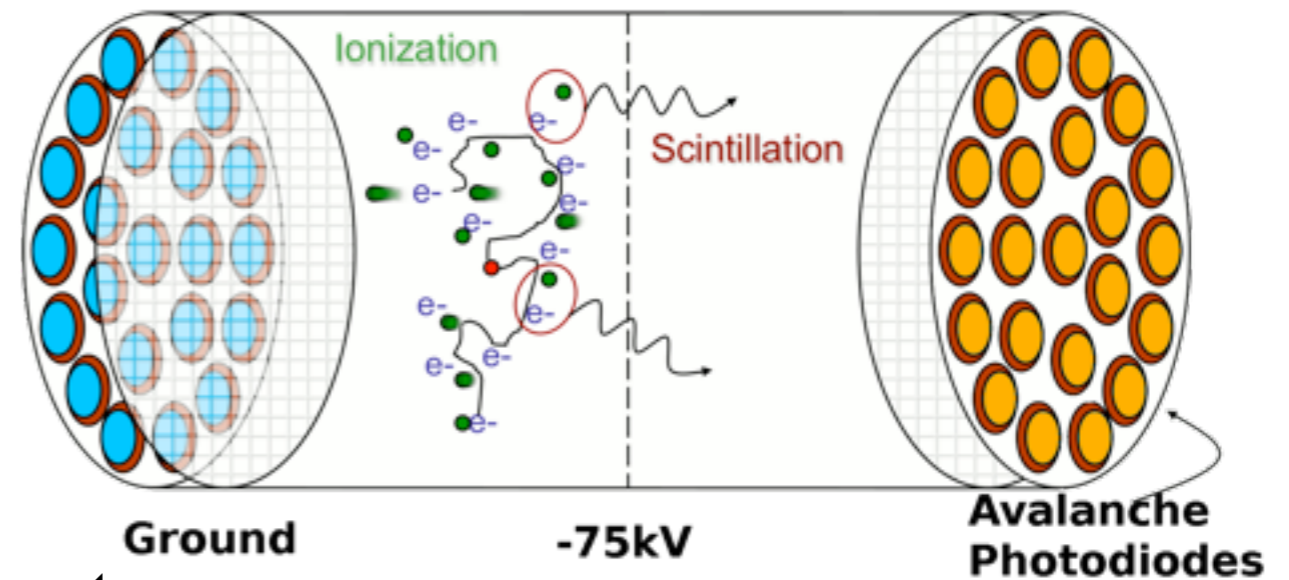 Ionization
e-
e-
e-
e-
Scintillation
e-
e-
e-
e-
e-
e-
e-
e-
e-
Ground
-75kV
Avalanche
Photodiodes